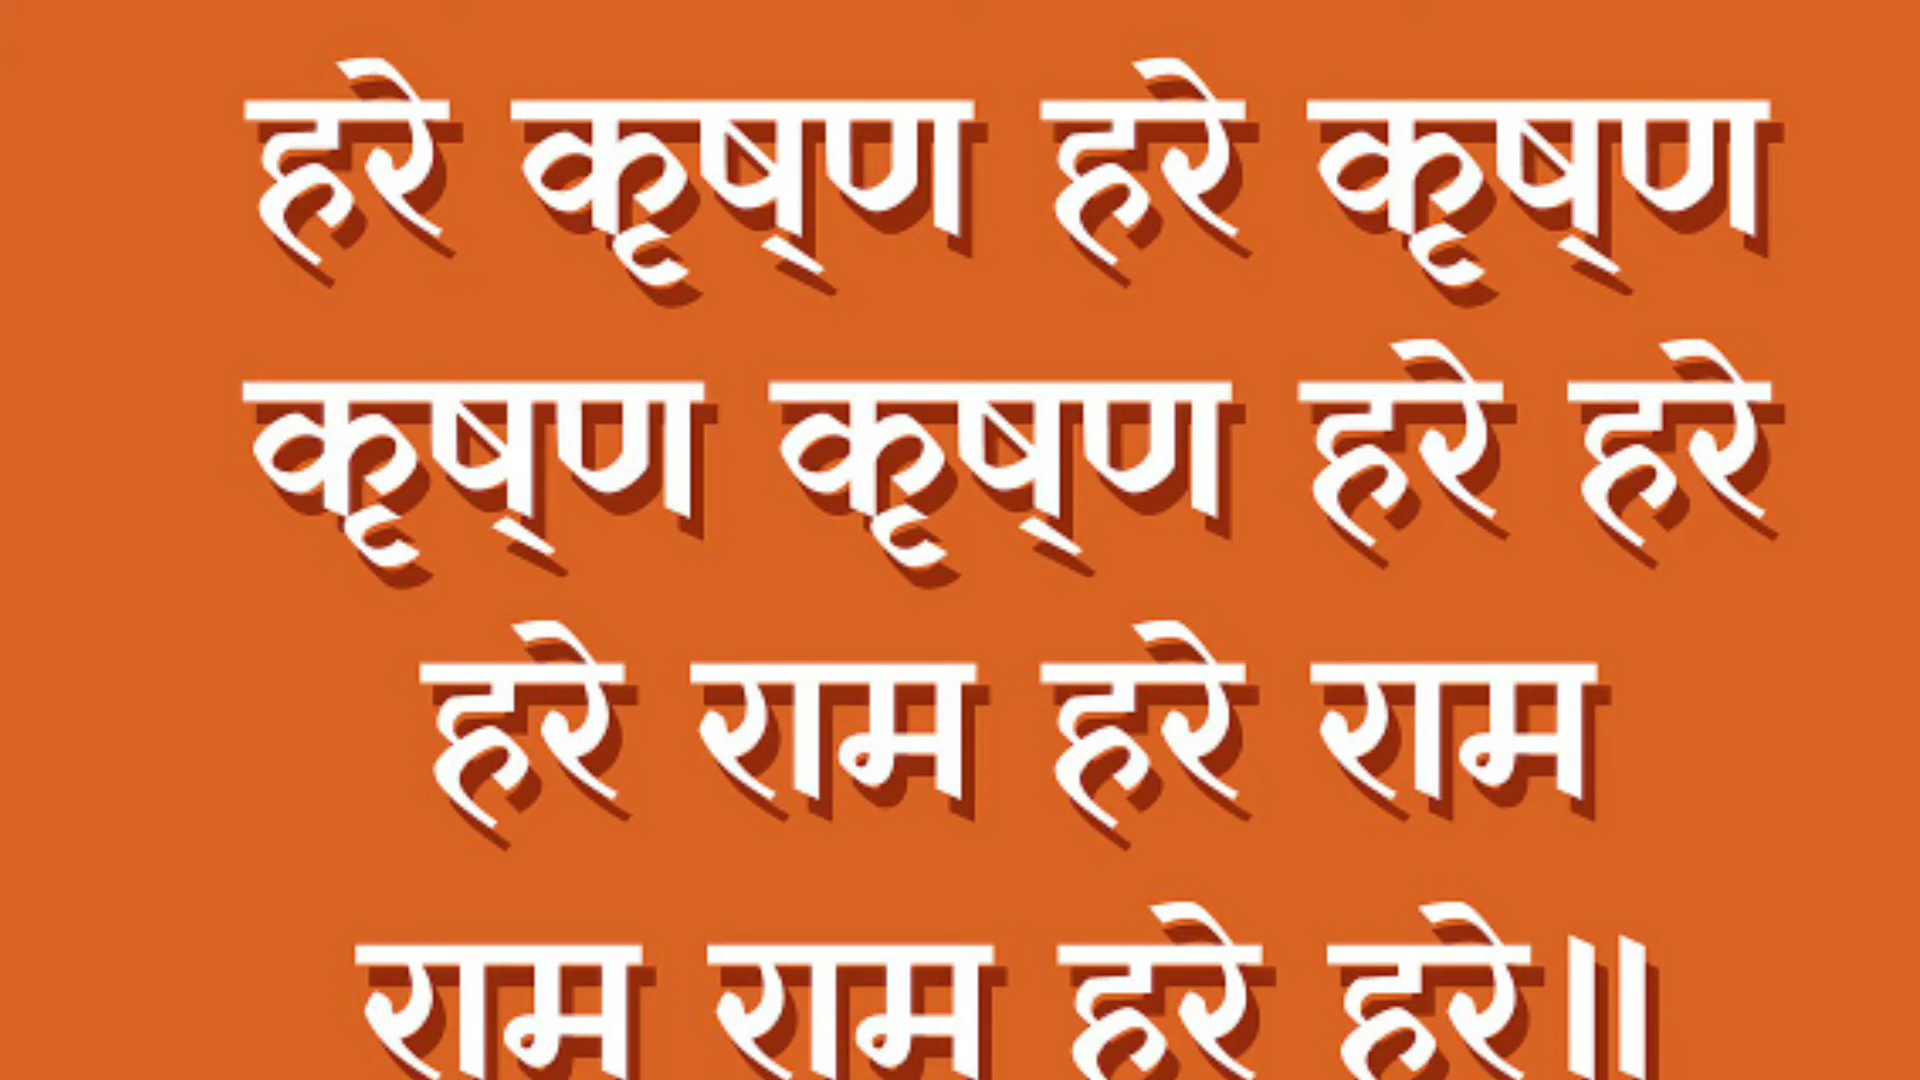 हरे कृष्ण हरे कृष्ण
कृष्ण कृष्ण हरे हरे
हरे राम हरे राम
राम राम हरे हरे॥